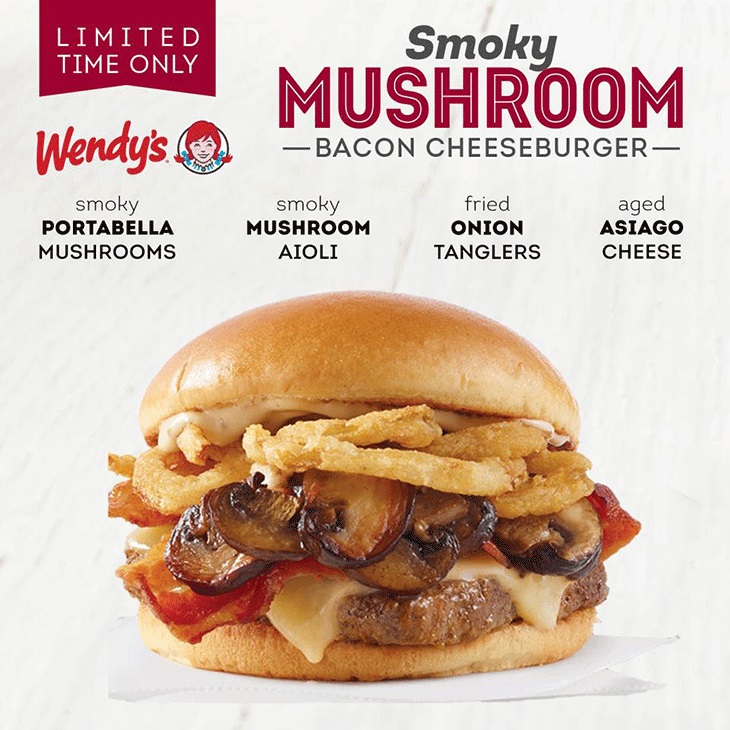 LIMITED
TIME ONLY
Smoky
MUSHROOM
BACON CHEESEBURGER
Wendy's
smoky
PORTABELLA
MUSHROOMS
smoky
MUSHROOM
AIOLI
fried
ONION
TANGLERS
aged
ASIAGO
CHEESE